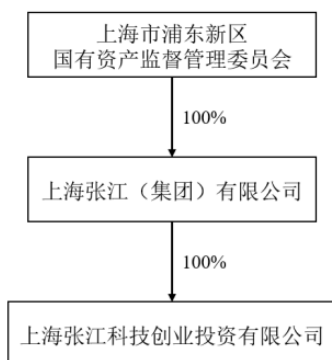 上海市浦东新区
国有资产监督管理委员会
100%
上海张江（集团）有限公司
100%
上海张江科技创业投资有限公司